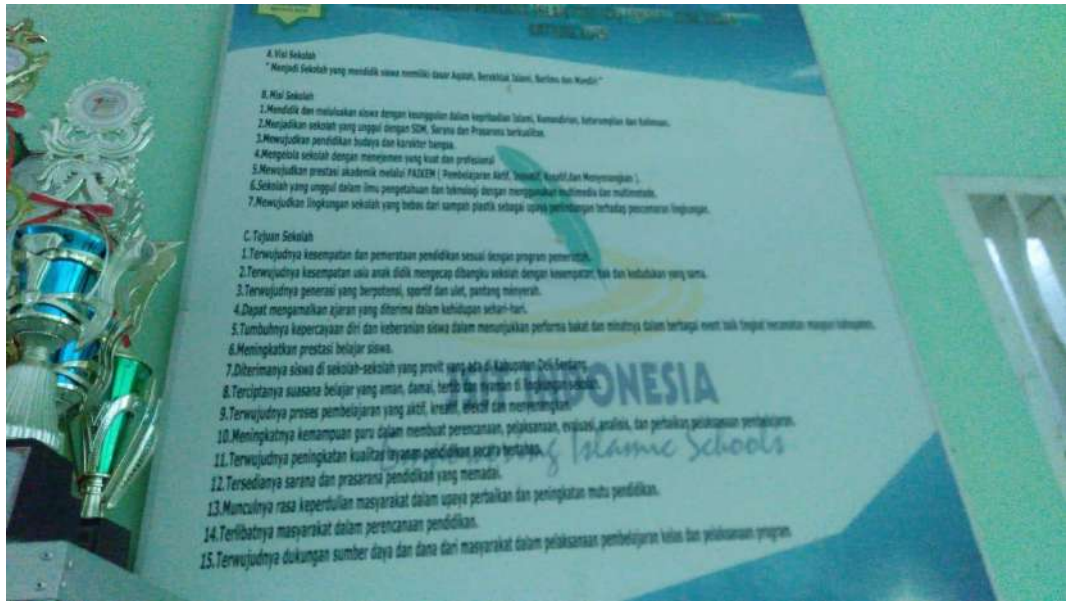 A. Visi Sekolah
" Menjadi Sekolah yang mendidik siswa memiliki dasar Aqidah, Berakhlak Islami, Berilmu dan Mandiri "
B. Misi Sekolah
1.Mendidik dan meluluskan siswa dengan keunggulan dalam kepribadian Islami, Kemandirian, Keterampilan dan
2.Menjadikan sekolah yang unggul dengan SDM, Sarana dan Prasarana berkualitas.
3.Mewujudkan pendidikan budaya dan karakter bangsa.
4.Mengelola sekolah dengan menejemen yang kuat dan profesional
5.Mewujudkan prestasi akademik melalui PAIKEM ( Pembelajaran Aktif, Inovatif, Kreatif,dan Menyenangkan ).
6.Sekolah yang unggul dalam ilmu pengetahuan dan teknologi dengan menggunakan multimedia dan multimetode.
7.Mewujudkan lingkungan sekolah yang bebas dari sampah plastik sebagai upaya perlindungan terhadap pencemaran lingkungan.
C. Tujuan Sekolah
1.Terwujudnya kesempatan dan pemerataan pendidikan sesuai dengan program pemerintah.
2.Terwujudnya kesempatan usia anak didik mengecap dibangku sekolah dengan kesempatan, hak dan kedudukan yang sama.
3.Terwujudnya generasi yang berpotensi, sportif dan ulet, pantang minyerah.
4.Dapat mengamalkan ajaran yang diterima dalam kehidupan sehari-hari.
5.Tumbuhnya kepercayaan diri dan keberanian siswa dalam menunjukkan performa bakat dan minatnya dalam berbagai event baik tingkat kecamatan maupun kabupaten.
6.Meningkatkan prestasi belajar siswa.
7.Diterimanya siswa di sekolah-sekolah yang provit yang ada di Kabupaten Deli Serdang
8.Terciptanya suasana belajar yang aman, damai, tertib dan nyaman di lingkungan sekolah.
JSIT INDONESIA
9.Terwujudnya proses pembelajaran yang aktif, kreatif, efektif dan menyenangkan
10.Meningkatnya kemampuan guru dalam membuat perencanaan, pelaksanaan, evaluasi, analisis, dan perbaikan pelaksanaan pembelajaran.
11.Terwujudnya peningkatan kualitas layanan pendidikan secara bertahap.
Islamic Schools
12.Tersedianya sarana dan prasarana pendidikan yang memadai.
13.Munculnya rasa keperdulian masyarakat dalam upaya perbaikan dan peningkatan mutu pendidikan.
14.Terlibatnya masyarakat dalam perencanaan pendidikan.
15.Terwujudnya dukungan sumber daya dan dana dari masyarakat dalam pelaksanaan pembelajaran kelas dan pelaksanaan program